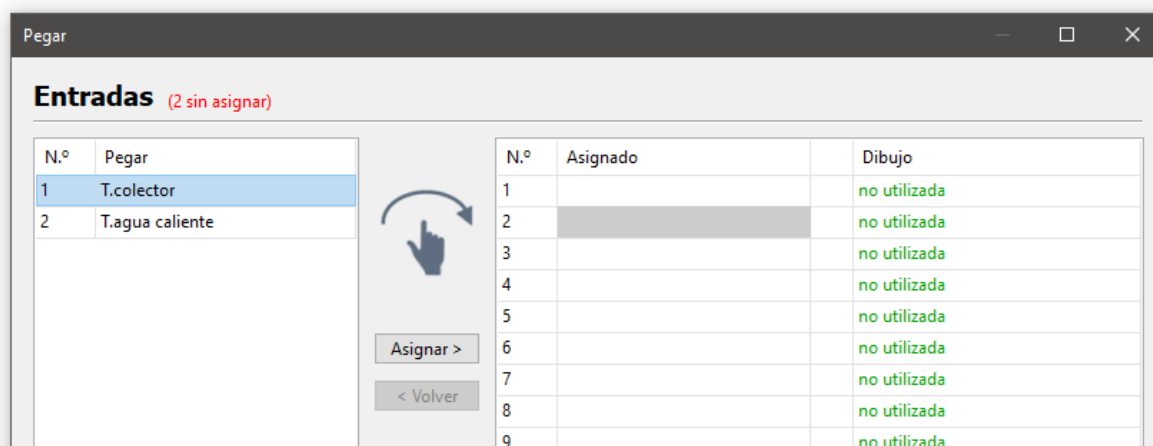 Pegar
Entradas (2 sin asignar)
N.º Pegar N.º Asignado Dibujo
1 T.colector 1 no utilizada
2 T.agua caliente 2 no utilizada
3 no utilizada
4 no utilizada
5 no utilizada
Asignar > 6 no utilizada
7 no utilizada
< Volver
8 no utilizada
9 no utilizada